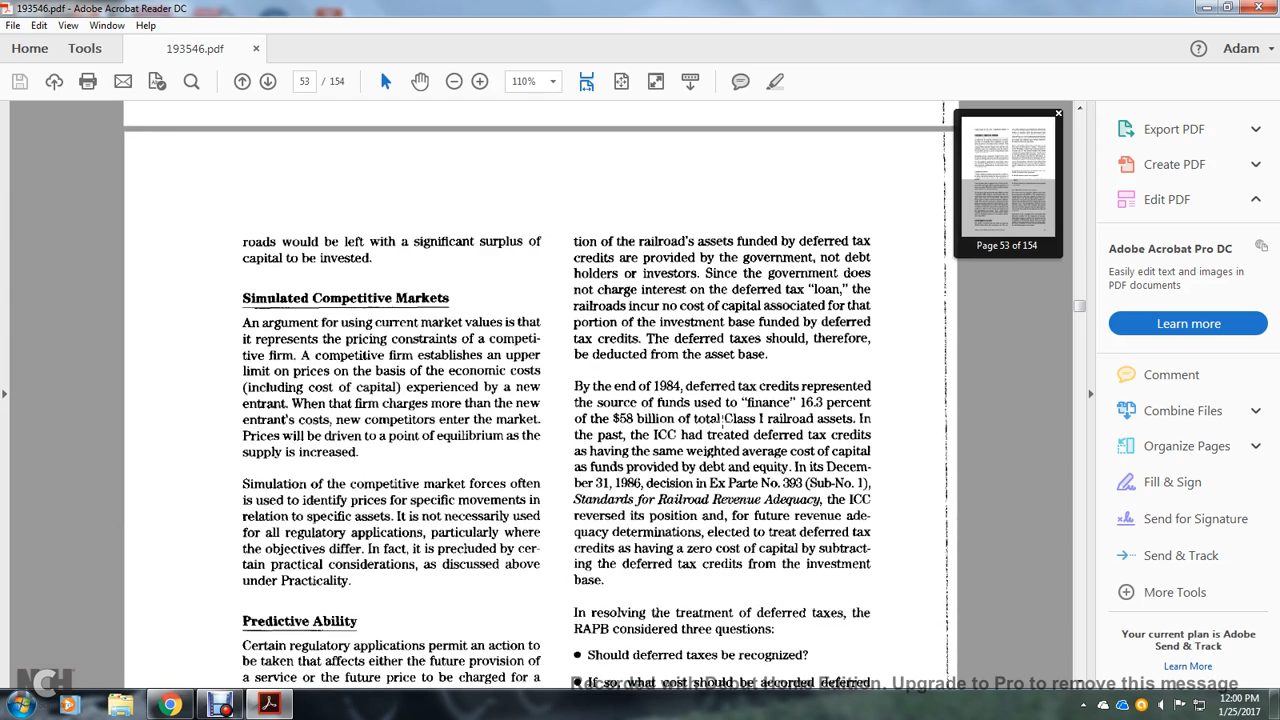 193546.pdf - Adobe Acrobat Reader DC
File Edit View Window Help
Home Tools 193546.pdf × Adam
53 / 154 110%
roads would be left with a significant surplus of
capital to be invested.
Simulated Competitive Markets
An argument for using current market values is that
it represents the pricing constraints of a competi-
tive firm. A competitive firm establishes an upper
limit on prices on the basis of the economic costs
(including cost of capital) experienced by a new
entrant. When that firm charges more than the new
entrant's costs, new competitors enter the market.
Prices will be driven to a point of equilibrium as the
supply is increased.
Simulation of the competitive market forces often
is used to identify prices for specific movements in
relation to specific assets. It is not necessarily used
for all regulatory applications, particularly where
the objectives differ. In fact, it is precluded by cer-
tain practical considerations, as discussed above
under Practicality.
Predictive Ability
Certain regulatory applications permit an action to
be taken that affects either the future provision of
a service or the future price to be charged for a
tion of the railroad's assets funded by deferred tax
credits are provided by the government, not debt
holders or investors. Since the government does
not charge interest on the deferred tax "loan," the
railroads incur no cost of capital associated for that
portion of the investment base funded by deferred
tax credits. The deferred taxes should, therefore,
be deducted from the asset base.
By the end of 1984, deferred tax credits represented
the source of funds used to "finance" 16.3 percent
of the $58 billion of total Class I railroad assets. In
the past, the ICC had treated deferred tax credits
as having the same weighted average cost of capital
as funds provided by debt and equity. In its Decem-
ber 31, 1986, decision in Ex Parte No. 393 (Sub-No. 1),
Standards for Railroad Revenue Adequacy, the ICC
reversed its position and, for future revenue ade-
quacy determinations, elected to treat deferred tax
credits as having a zero cost of capital by subtract-
ing the deferred tax credits from the investment
base.
In resolving the treatment of deferred taxes, the
RAPB considered three questions:
● Should deferred taxes be recognized?
● If so, what cost should be accorded deferred
Page 53 of 154
Export PDF
Create PDF
Edit PDF
Adobe Acrobat Pro DC
Easily edit text and images in
PDF documents
Learn more
Comment
Combine Files
Organize Pages
Fill & Sign
Send for Signature
Send & Track
More Tools
Your current plan is Adobe
Send & Track
Learn More
NCH
Upgrade to Pro to remove this message
12:00 PM
1/25/2017